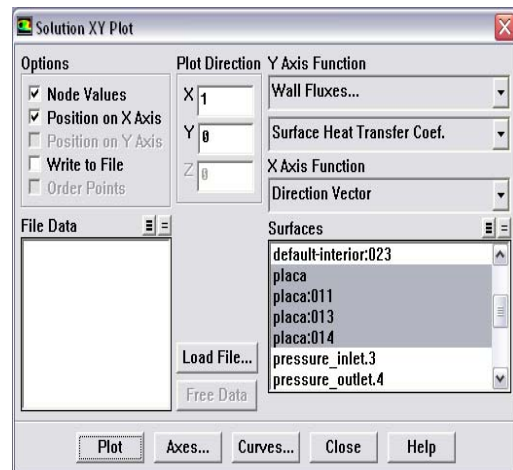 Solution XY Plot
Options
Node Values
Position on X Axis
Position on Y Axis
Write to File
Order Points
Plot Direction
X 1
Y 0
Z 0
Y Axis Function
Wall Fluxes...
Surface Heat Transfer Coef.
X Axis Function
Direction Vector
File Data
Surfaces
default-interior:023
placa
placa:011
placa:013
placa:014
pressure_inlet.3
pressure_outlet.4
Load File...
Free Data
Plot
Axes...
Curves...
Close
Help